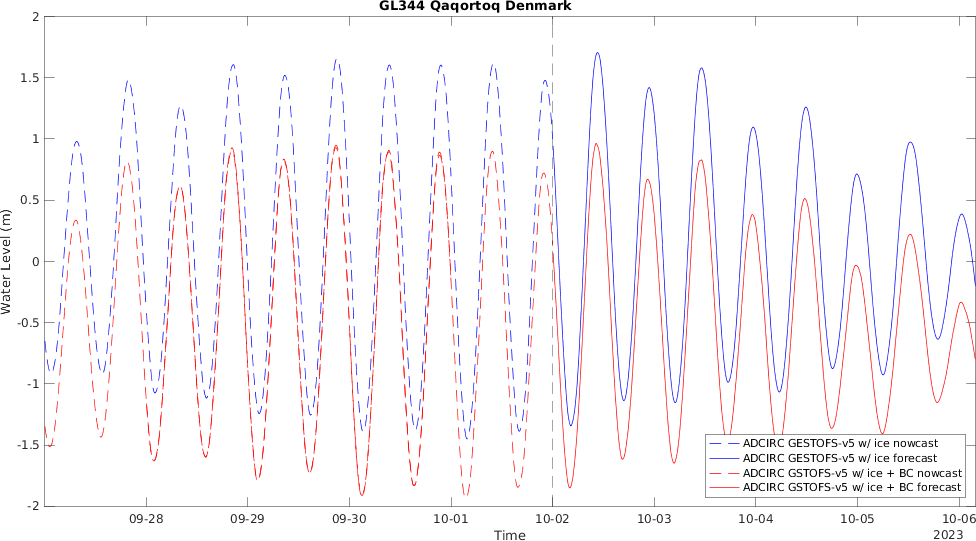 GL344 Qaqortoq Denmark
Water Level (m)
2
1.5
1
0.5
0
-0.5
-1
-1.5
-2
ADCIRC GESTOFS-v5 w/ ice nowcast
ADCIRC GESTOFS-v5 w/ ice forecast
ADCIRC GSTOFS-v5 w/ ice + BC nowcast
ADCIRC GSTOFS-v5 w/ ice + BC forecast
09-28 09-29 09-30 10-01 10-02 10-03 10-04 10-05 10-06
Time
2023